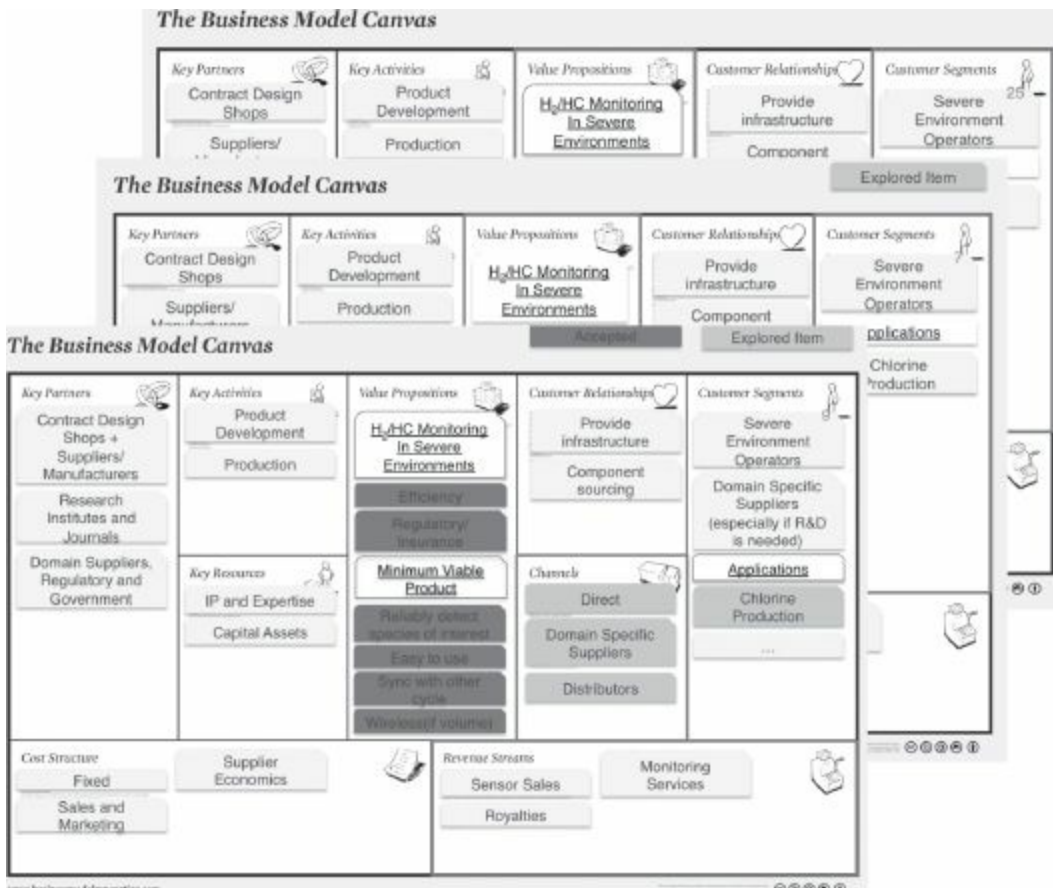 The Business Model Canvas
Key Partners
Contract Design
Shops
Suppliers/
Key Activities
Product
Development
Production
Value Propositions
H2/HC Monitoring
In Severe
Environments
Customer Relationships
Provide
infrastructure
Component
Customer Segments
25
Severe
Environment
Operators
The Business Model Canvas
Explored Item
Key Partners
Contract Design
Shops
Suppliers/
Manufacturers
Key Activities
Product
Development
Production
Value Propositions
H2/HC Monitoring
In Severe
Environments
Customer Relationships
Provide
infrastructure
Component
Customer Segments
Severe
Environment
Operators
pplications
Chlorine
Production
The Business Model Canvas
Accepted
Explored Item
Key Partners
Contract Design
Shops +
Suppliers/
Manufacturers
Research
Institutes and
Journals
Domain Suppliers,
Regulatory and
Government
Key Activities
Product
Development
Production
Key Resources
IP and Expertise
Capital Assets
Value Propositions
H2/HC Monitoring
In Severe
Environments
Efficiency
Regulatory/
Insurance
Minimum Viable
Product
Reliably detect
species of interest
Easy to use
Sync with other
cycle
Wireless(if volume)
Customer Relationships
Provide
infrastructure
Component
sourcing
Channels
Direct
Domain Specific
Suppliers
Distributors
Customer Segments
Severe
Environment
Operators
Domain Specific
Suppliers
(especially if R&D
is needed)
Applications
Chlorine
Production
...
Cost Structure
Fixed
Sales and
Marketing
Supplier
Economics
Revenue Streams
Sensor Sales
Royalties
Monitoring
Services